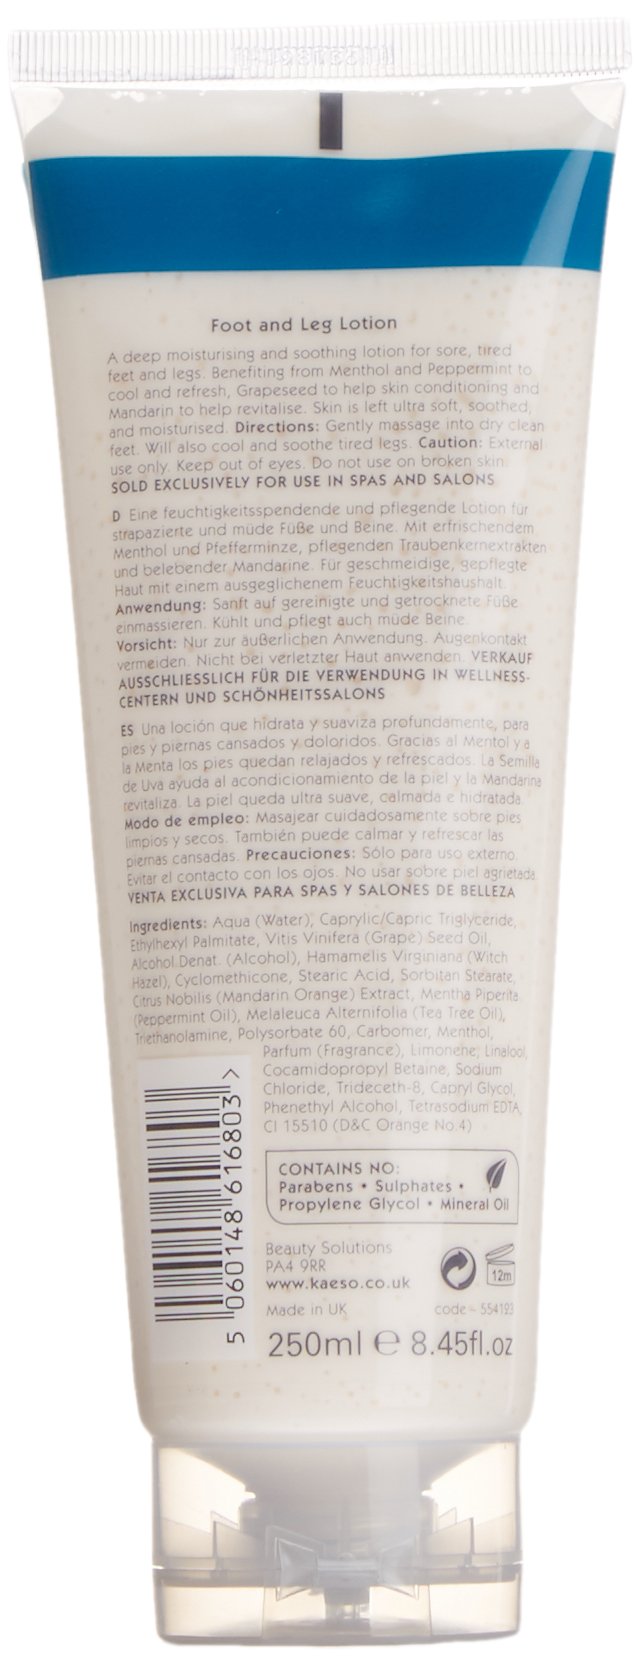 Foot and Leg Lotion
A deep moisturising and soothing lotion for sore, tired
feet and legs. Benefiting from Menthol and Peppermint to
cool and refresh, Grapeseed to help skin conditioning and
Mandarin to help revitalise. Skin is left ultra soft, soothed,
and moisturised. Directions: Gently massage into dry clean
feet. Will also cool and soothe tired legs. Caution: External
use only. Keep out of eyes. Do not use on broken skin.
SOLD EXCLUSIVELY FOR USE IN SPAS AND SALONS
D Eine feuchtigkeitsspendende und pflegende Lotion für
strapazierte und müde Füße und Beine. Mit erfrischendem
Menthol und Pfefferminze, pflegenden Traubenkernextrakten
und belebender Mandarine. Für geschmeidige, gepflegte
Haut mit einem ausgeglichenem Feuchtigkeitshaushalt.
Anwendung: Sanft auf gereinigte und getrocknete Füße
einmassieren. Kühlt und pflegt auch müde Beine.
Vorsicht: Nur zur äußerlichen Anwendung. Augenkontakt
vermeiden. Nicht bei verletzter Haut anwenden. VERKAUF
AUSSCHLIESSLICH FÜR DIE VERWENDUNG IN WELLNESS-
CENTERN UND SCHÖNHEITSSALONS
ES Una loción que hidrata y suaviza profundamente, para
pies y piernas cansados y doloridos. Gracias al Mentol y a
la Menta los pies quedan relajados y refrescados. La Semilla
de Uva ayuda al acondicionamiento de la piel y la Mandarina
revitaliza. La piel queda ultra suave, calmada e hidratada.
Modo de empleo: Masajear cuidadosamente sobre pies
limpios y secos. También puede calmar y refrescar las
piernas cansadas. Precauciones: Sólo para uso externo.
Evitar el contacto con los ojos. No usar sobre piel agrietada.
VENTA EXCLUSIVA PARA SPAS Y SALONES DE BELLEZA
Ingredients: Aqua (Water), Caprylic/Capric Triglyceride,
Ethylhexyl Palmitate, Vitis Vinifera (Grape) Seed Oil,
Alcohol Denat. (Alcohol), Hamamelis Virginiana (Witch
Hazel), Cyclomethicone, Stearic Acid, Sorbitan Stearate,
Citrus Nobilis (Mandarin Orange) Extract, Mentha Piperita
(Peppermint Oil), Melaleuca Alternifolia (Tea Tree Oil),
Triethanolamine, Polysorbate 60, Carbomer, Menthol,
Parfum (Fragrance), Limonene, Linalool,
Cocamidopropyl Betaine, Sodium
Chloride, Trideceth-8, Capryl Glycol,
Phenethyl Alcohol, Tetrasodium EDTA,
CI 15510 (D&C Orange No.4)
5 060148 616803 >
CONTAINS NO:
Parabens • Sulphates •
Propylene Glycol • Mineral Oil
Beauty Solutions
PA4 9RR
www.kaeso.co.uk
12m
Made in UK
code - 554193
250ml e 8.45fl.oz